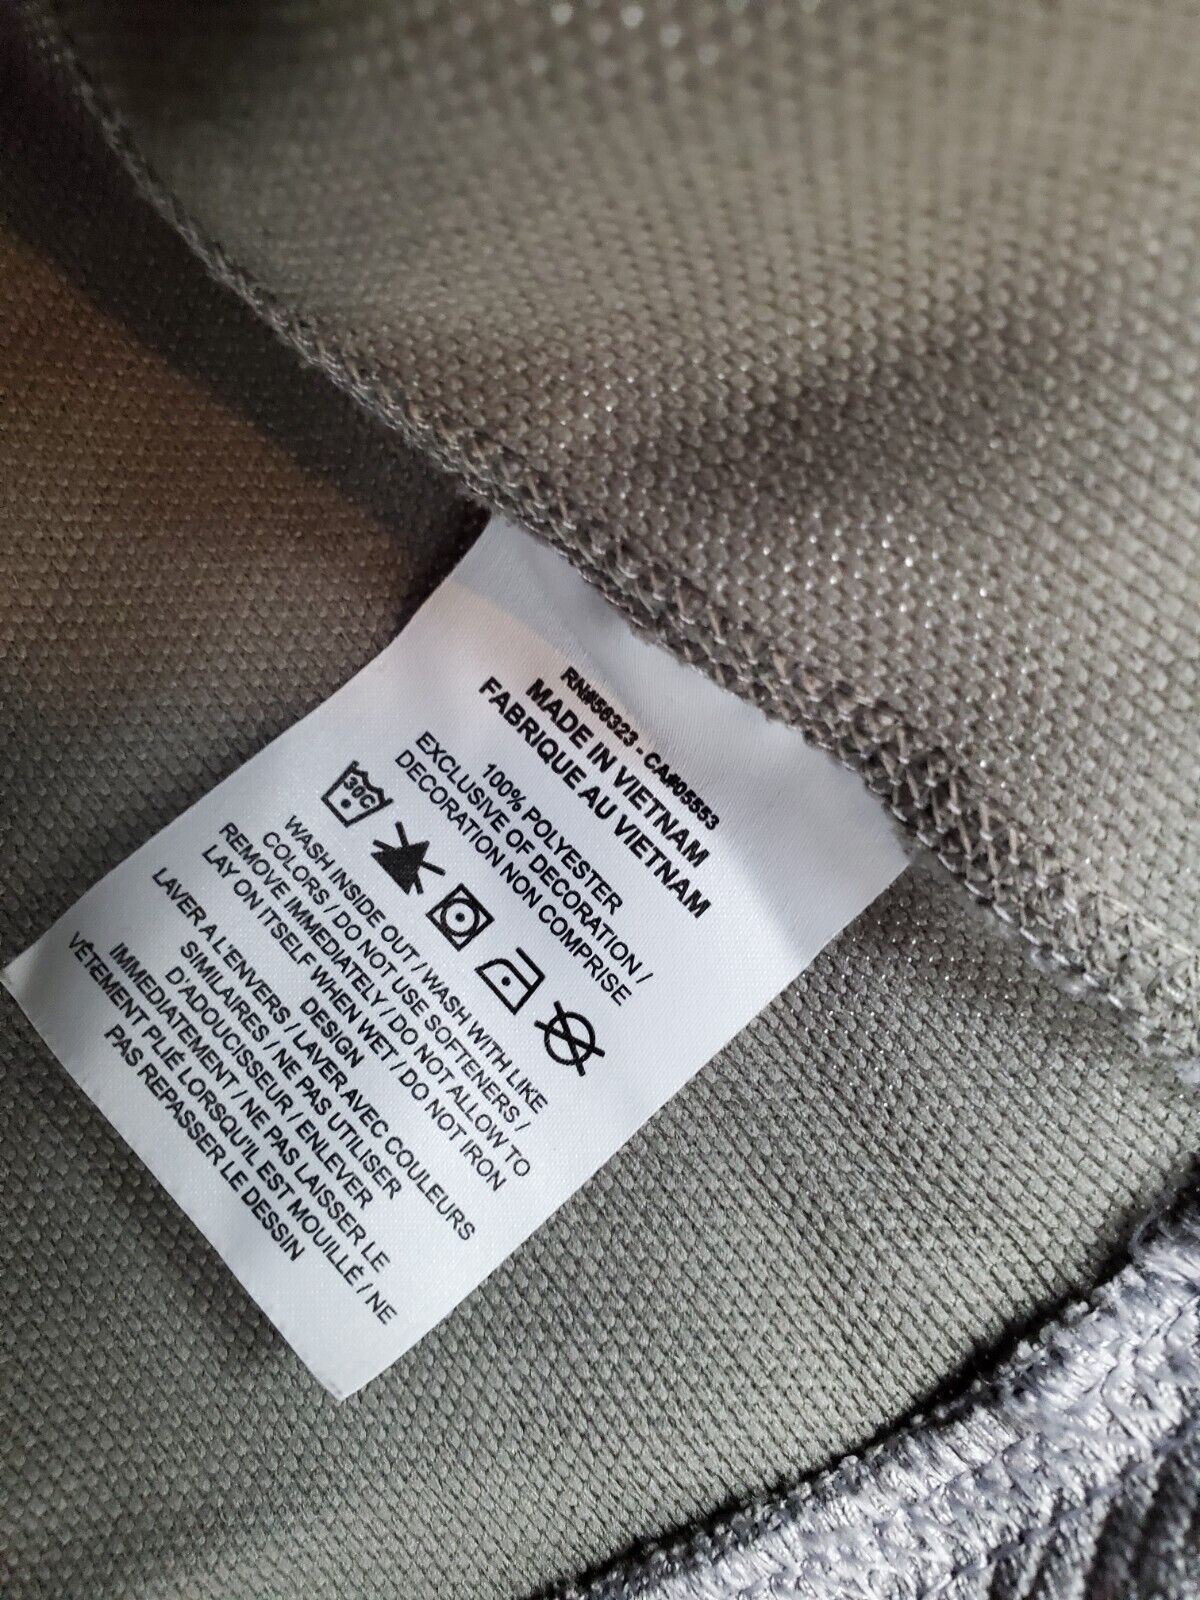 RN#56323 - CA#05553
MADE IN VIETNAM
FABRIQUE AU VIETNAM
100% POLYESTER
EXCLUSIVE OF DECORATION /
DECORATION NON COMPRISE
30C
WASH INSIDE OUT / WASH WITH LIKE
COLORS / DO NOT USE SOFTENERS /
REMOVE IMMEDIATELY / DO NOT ALLOW TO
LAY ON ITSELF WHEN WET / DO NOT IRON
DESIGN
LAVER A L'ENVERS / LAVER AVEC COULEURS
SIMILAIRES / NE PAS UTILISER
D'ADOUCISSEUR / ENLEVER
IMMEDIATEMENT / NE PAS LAISSER LE
VÊTEMENT PLIÉ LORSQU'IL EST MOUILLÉ / NE
PAS REPASSER LE DESSIN